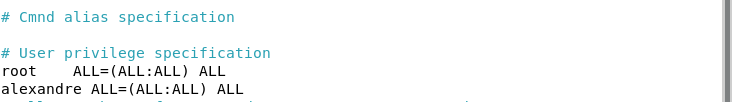 # Cmnd alias specification
# User privilege specification
root    ALL=(ALL:ALL) ALL
alexandre ALL=(ALL:ALL) ALL